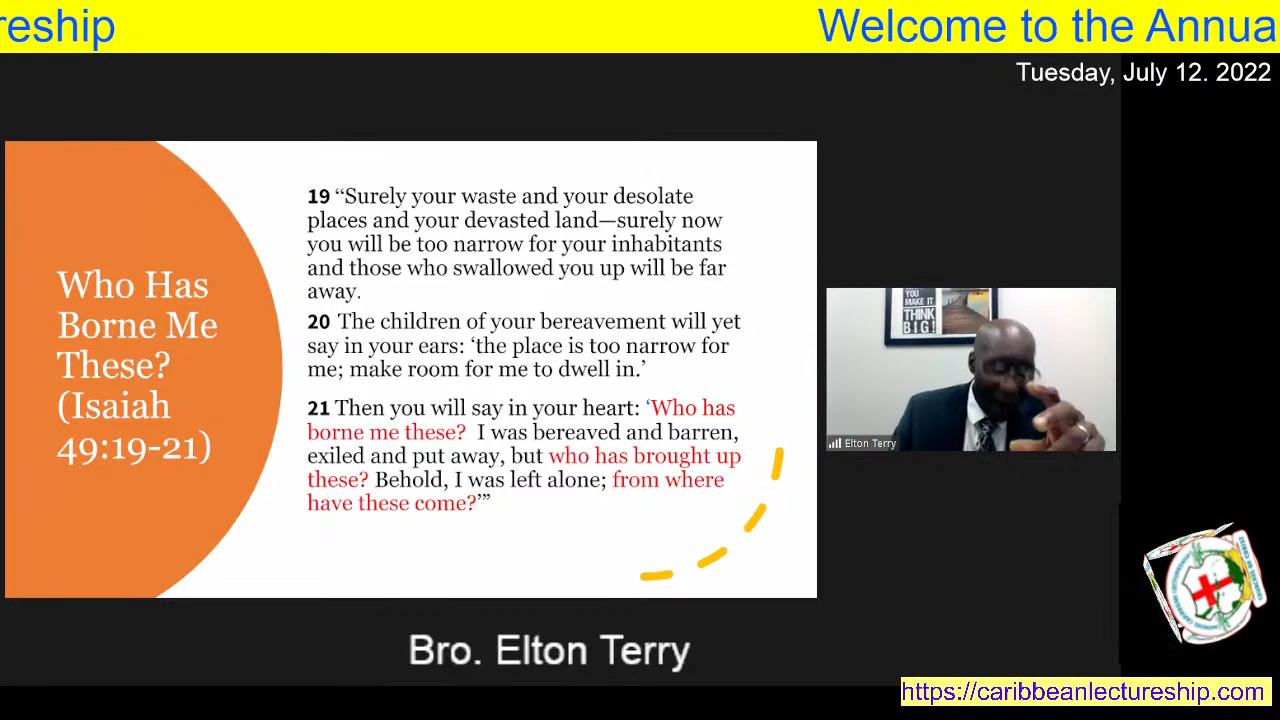 reship
Welcome to the Annua
Tuesday, July 12. 2022
Who Has
Borne Me
These?
(Isaiah
49:19-21)
19 “Surely your waste and your desolate
places and your devasted land—surely now
you will be too narrow for your inhabitants
and those who swallowed you up will be far
away.
20 The children of your bereavement will yet
say in your ears: ‘the place is too narrow for
me; make room for me to dwell in.’
21 Then you will say in your heart: ‘Who has
borne me these? I was bereaved and barren,
exiled and put away, but who has brought up
these? Behold, I was left alone; from where
have these come?’”
YOU
MAKE IT
THINK
BIG!
Elton Terry
Bro. Elton Terry
https://caribbeanlectureship.com